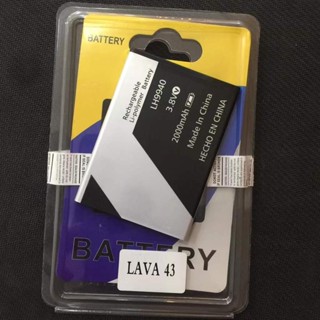 BATTERY
Rechargeable
Li-polymer Battery
LH9940
3.8V
2000mAh
Made In China
HECHO EN CHINA
BATTERY
LAVA 43